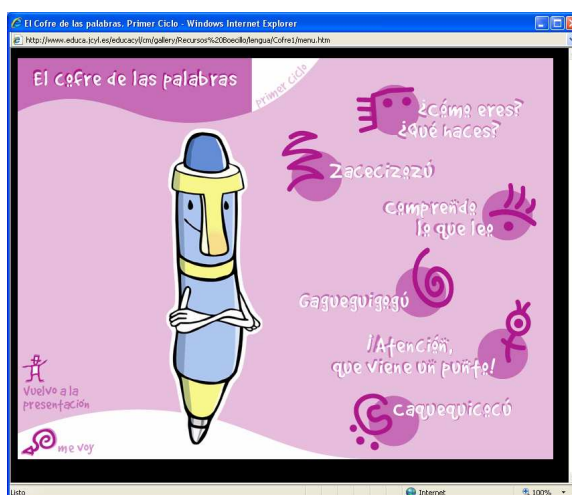 El Cofre de las palabras. Primer Ciclo - Windows Internet Explorer
http://www.educa.jcyl.es/educacyl/cm/gallery/Recursos%20Boecillo/lengua/Cofre1/menu.htm
El cofre de las palabras
primer ciclo
¿Cómo eres?
¿Qué haces?
Zacecizozú
Comprendo
lo que leo
Gagueguigogú
¡Atención,
que viene un punto!
Caquequicocú
Vuelvo a la
presentación
me voy
Listo
Internet
100%